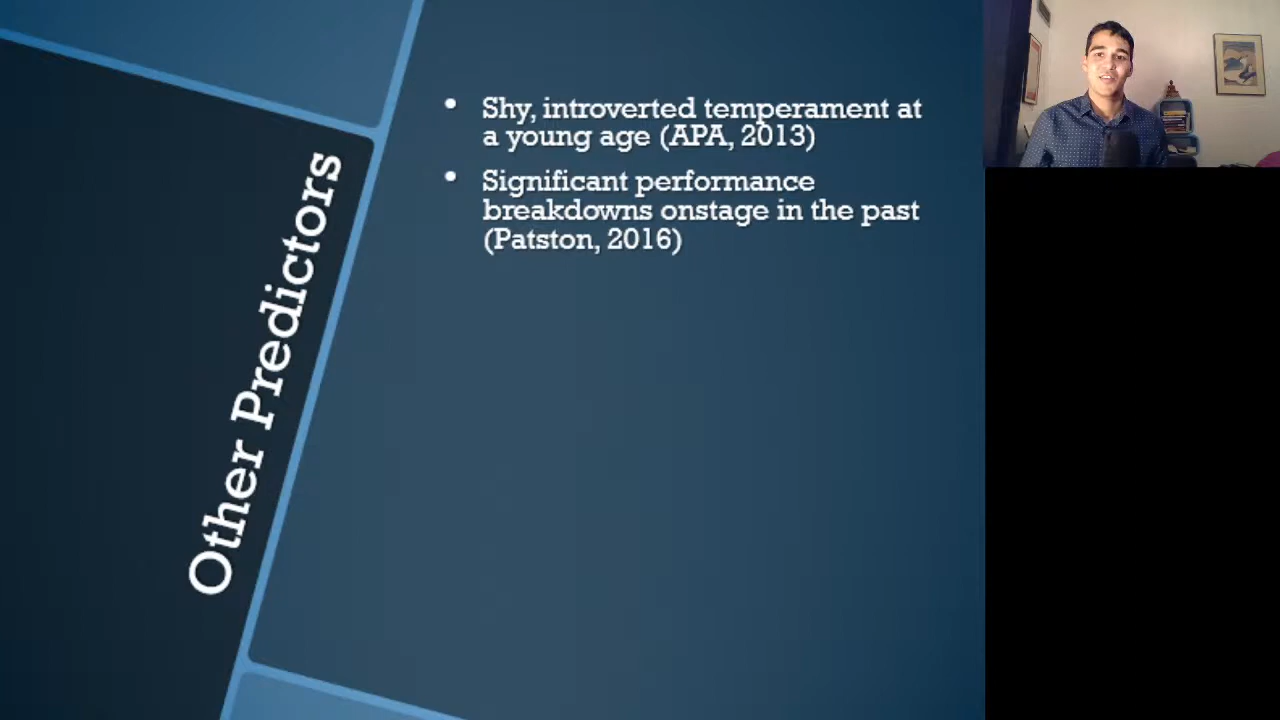 Other Predictors
• Shy, introverted temperament at
a young age (APA, 2013)
• Significant performance
breakdowns onstage in the past
(Patston, 2016)